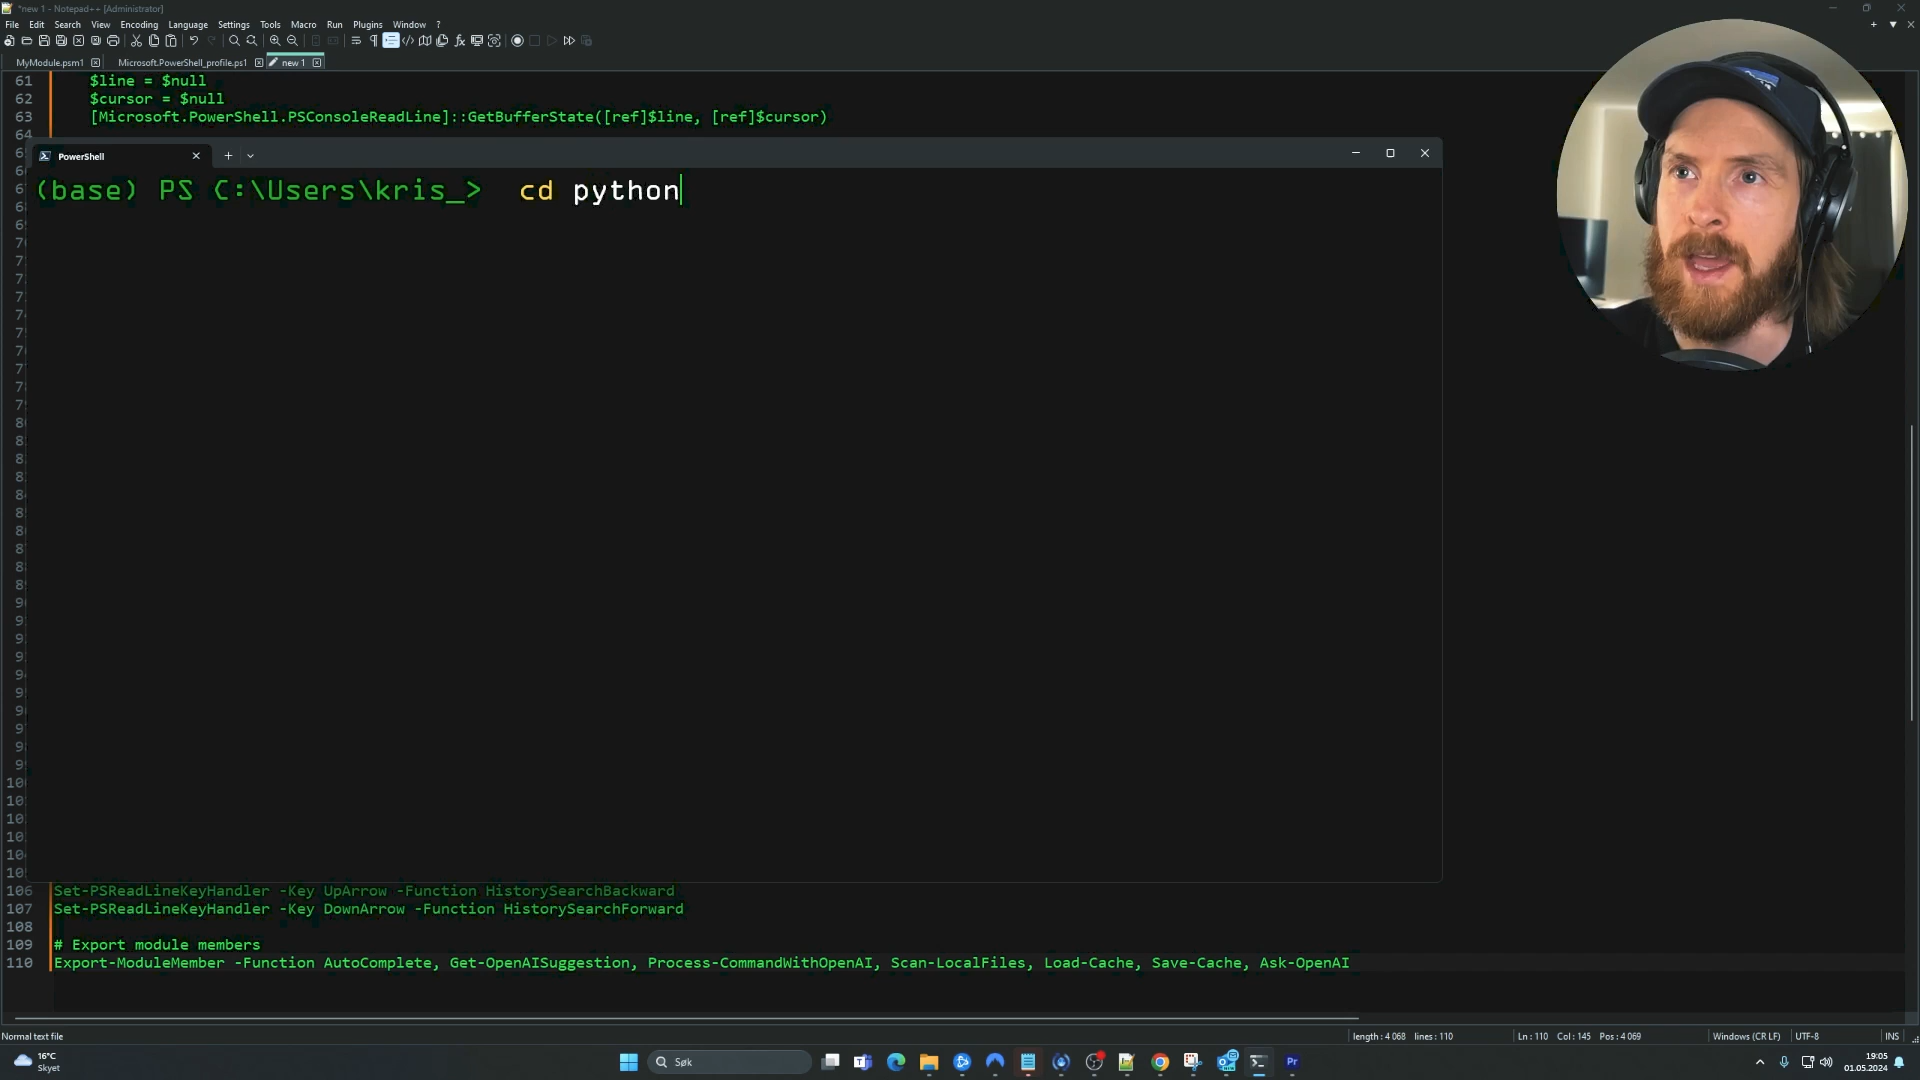 *new 1 - Notepad++ [Administrator]
File Edit Search View Encoding Language Settings Tools Macro Run Plugins Window ?
MyModule.psm1 Microsoft.PowerShell_profile.ps1 new 1
61 $line = $null
62 $cursor = $null
63 [Microsoft.PowerShell.PSConsoleReadLine]::GetBufferState([ref]$line, [ref]$cursor)
64
PowerShell
(base) PS C:\Users\kris_> cd python
106 Set-PSReadLineKeyHandler -Key UpArrow -Function HistorySearchBackward
107 Set-PSReadLineKeyHandler -Key DownArrow -Function HistorySearchForward
108
109 # Export module members
110 Export-ModuleMember -Function AutoComplete, Get-OpenAISuggestion, Process-CommandWithOpenAI, Scan-LocalFiles, Load-Cache, Save-Cache, Ask-OpenAI
Normal text file length : 4 068 lines : 110 Ln : 110 Col : 145 Pos : 4 069 Windows (CR LF) UTF-8 INS
16°C
Skyet
Søk
19:05
01.05.2024